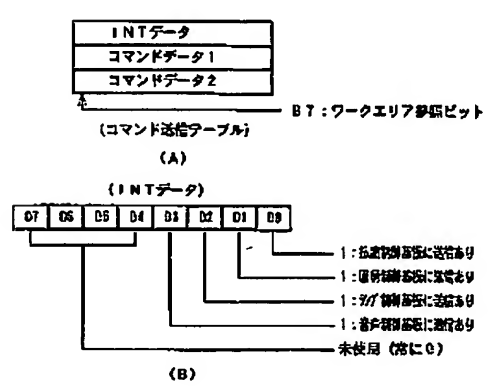 INTデータ
コマンドデータ1
コマンドデータ2
B7:ワークエリア参照ビット
(コマンド送信テーブル)
(A)
(INTデータ)
D7 D6 D5 D4 D3 D2 D1 D0
1:制御基板に送信あり
1:制御基板に送信あり
1:ランプ制御基板に送信あり
1:音声制御基板に送信あり
未使用(常に0)
(B)